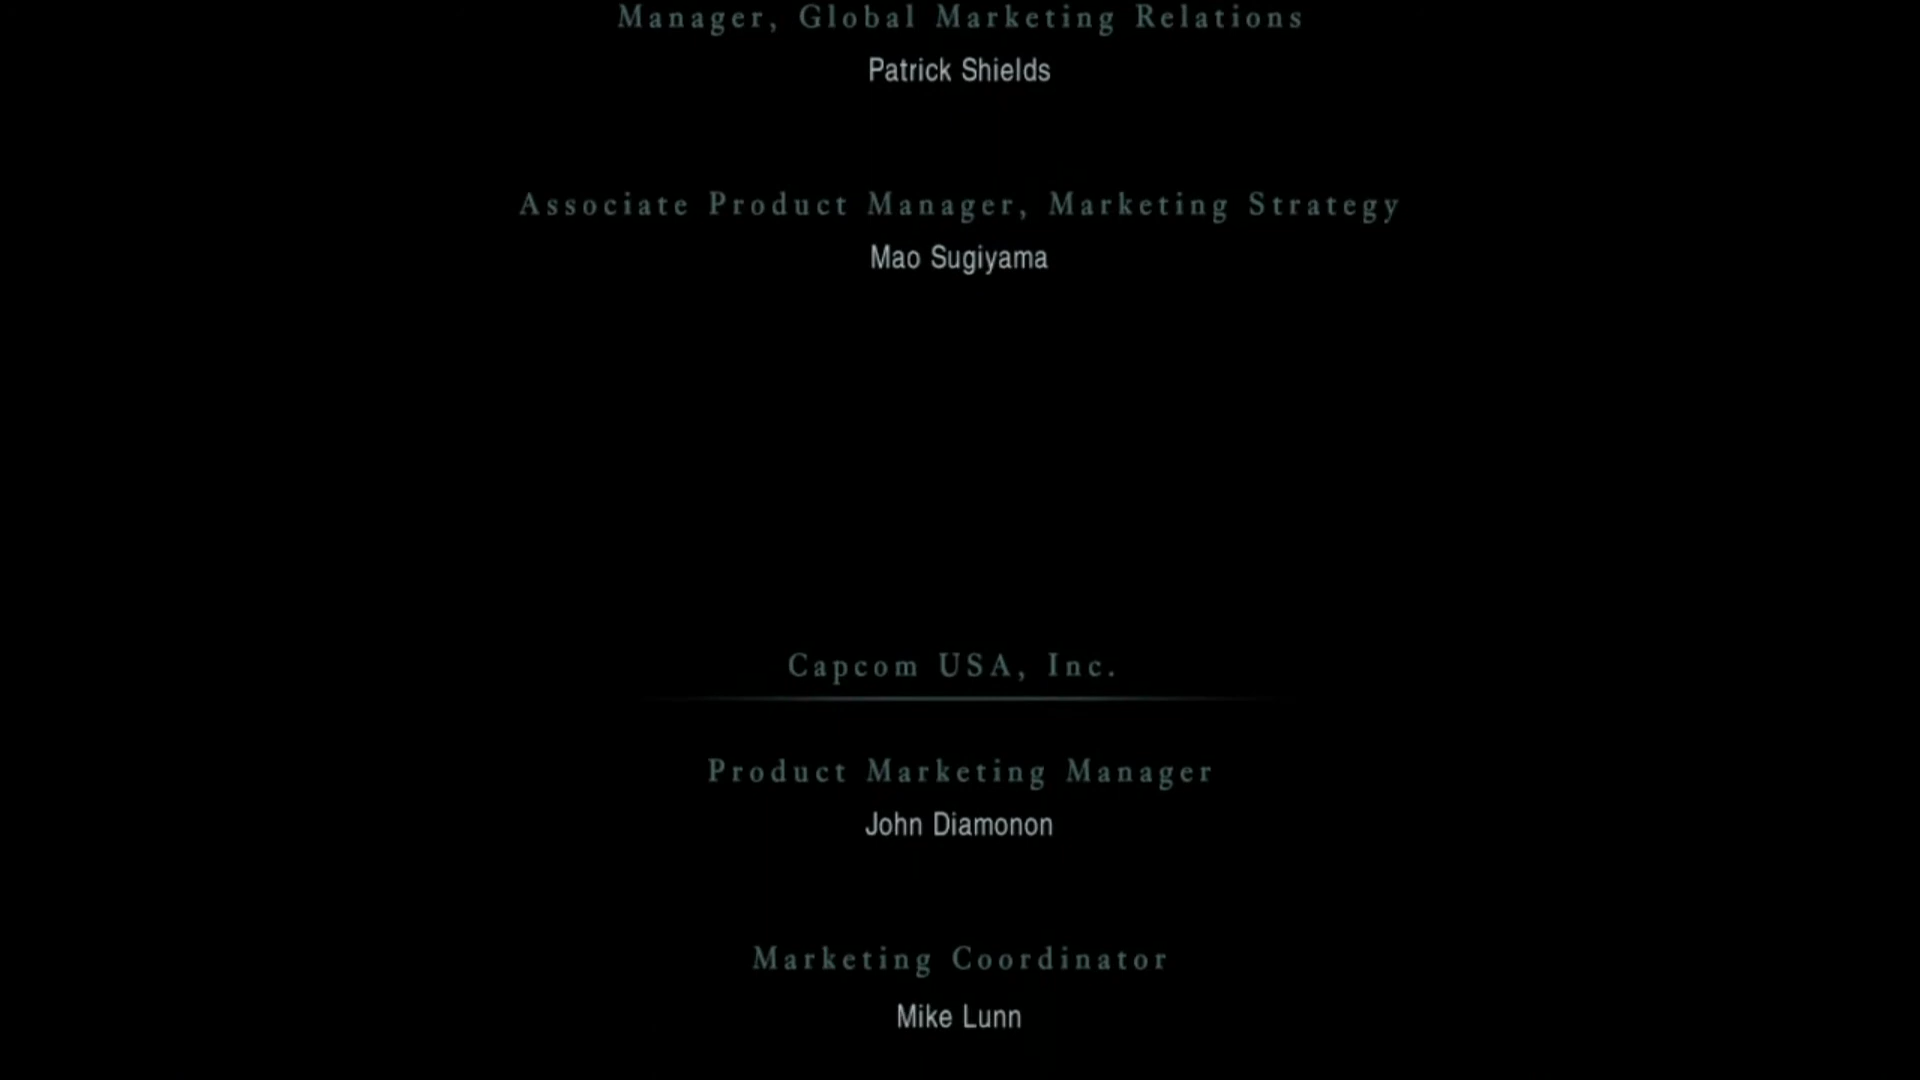 Manager, Global Marketing Relations
Patrick Shields
Associate Product Manager, Marketing Strategy
Mao Sugiyama
Capcom USA, Inc.
Product Marketing Manager
John Diamonon
Marketing Coordinator
Mike Lunn